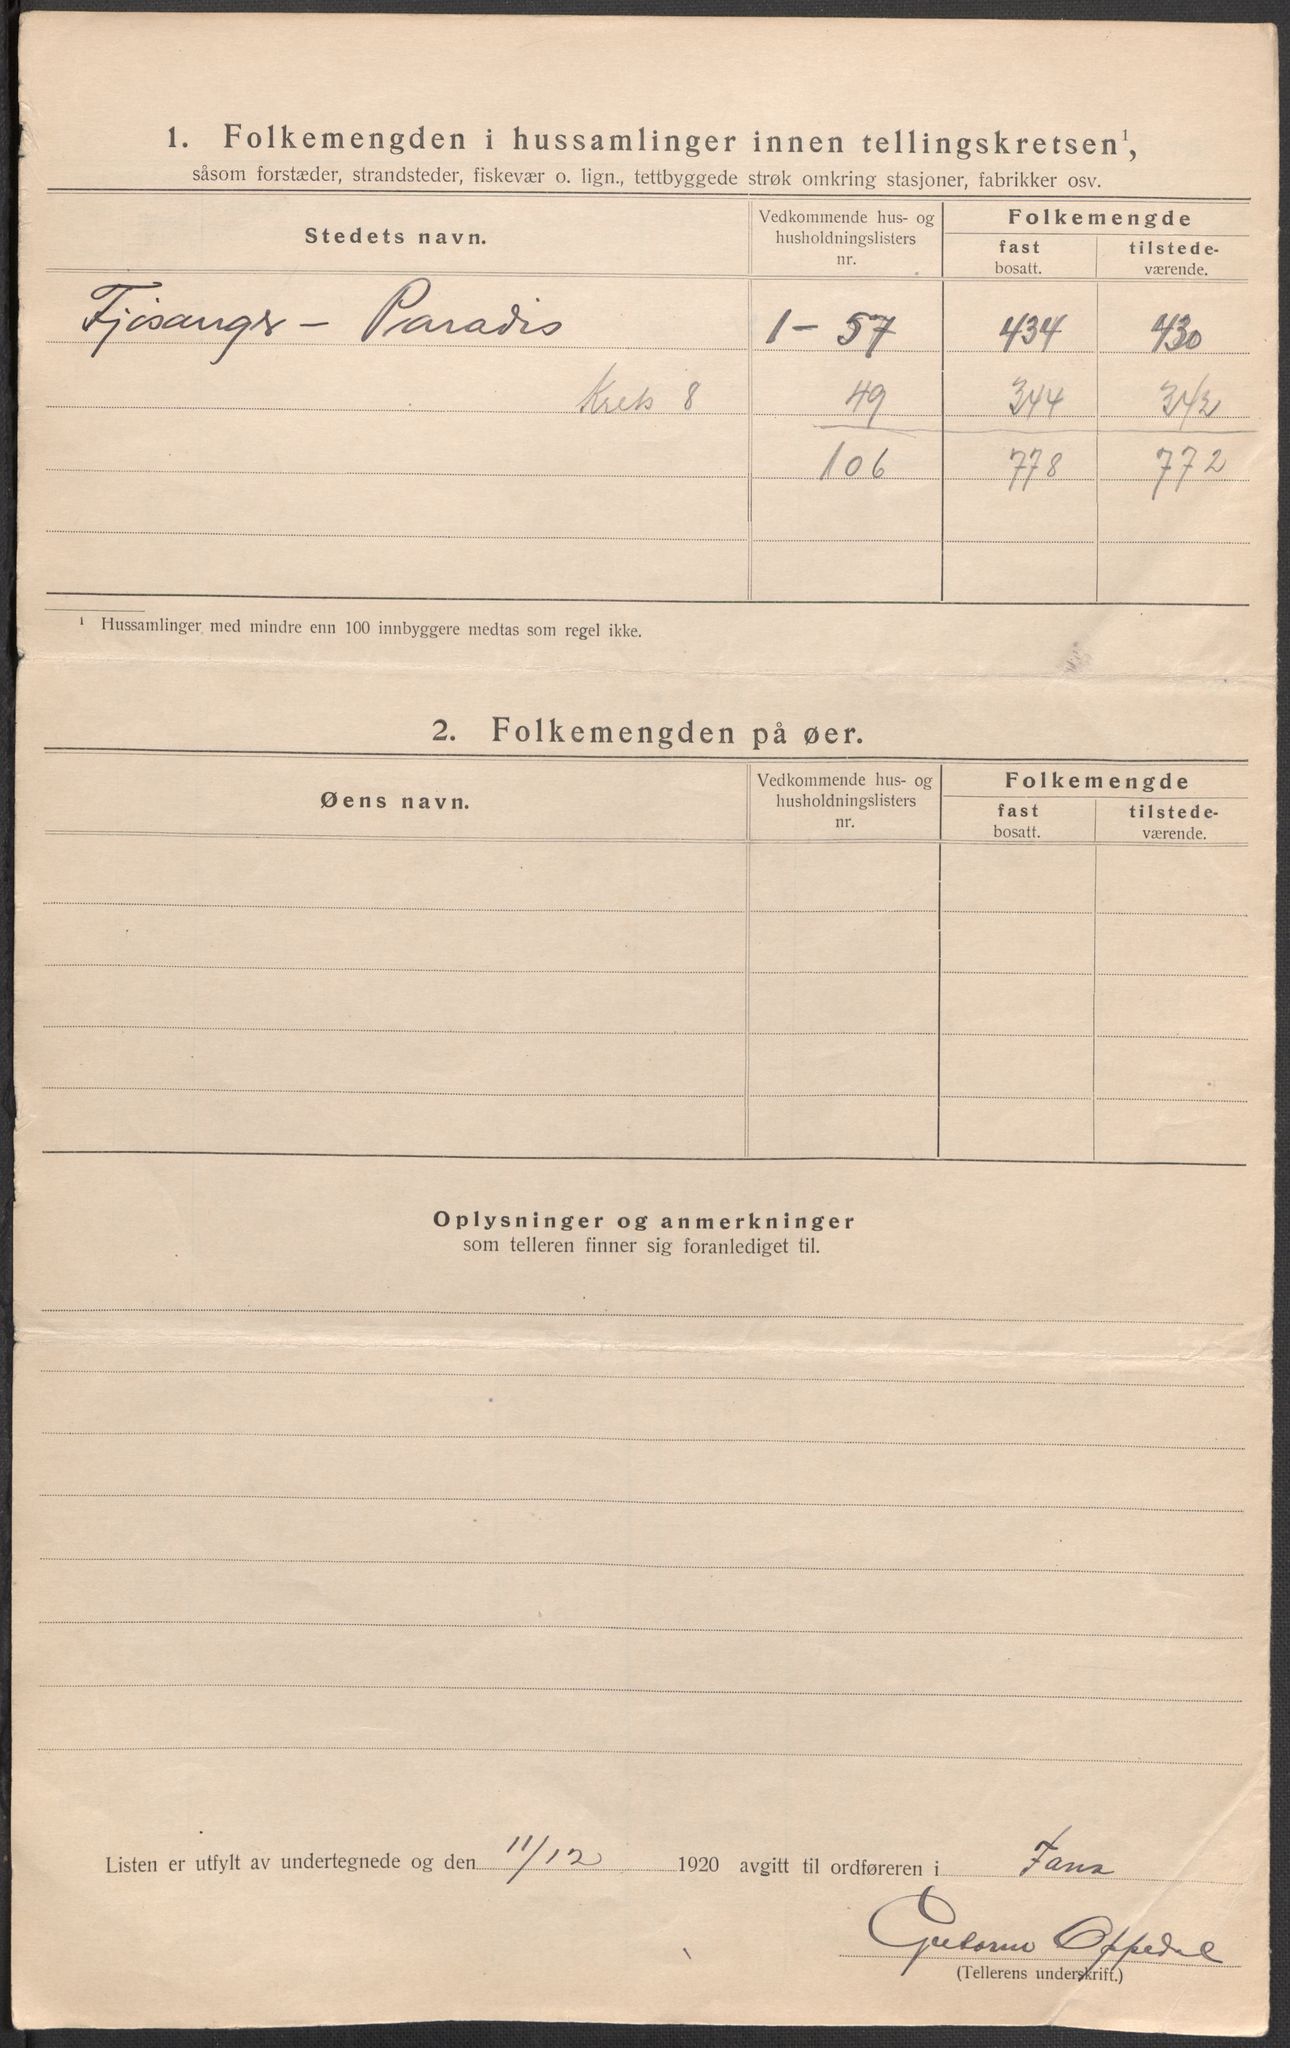 1. Folkemengden i hussamlinger innen tellingskretsen¹,
såsom forstæder, strandsteder, fiskevær o. lign., tettbyggede strøk omkring stasjoner, fabrikker osv.
Stedets navn.
Vedkommende hus- og
husholdningslisters
nr.
Folkemengde
fast
bosatt.
tilstede-
værende.
Fjøsanger – Paradis 1 – 57 434 430
Krets 8 49 344 342
106 778 772
¹ Hussamlinger med mindre enn 100 innbyggere medtas som regel ikke.
2. Folkemengden på øer.
Øens navn.
Vedkommende hus- og
husholdningslisters
nr.
Folkemengde
fast
bosatt.
tilstede-
værende.
Oplysninger og anmerkninger
som telleren finner sig foranlediget til.
Listen er utfylt av undertegnede og den 11/12 1920 avgitt til ordføreren i Fana
Guttorm Oppedal
(Tellerens underskrift.)